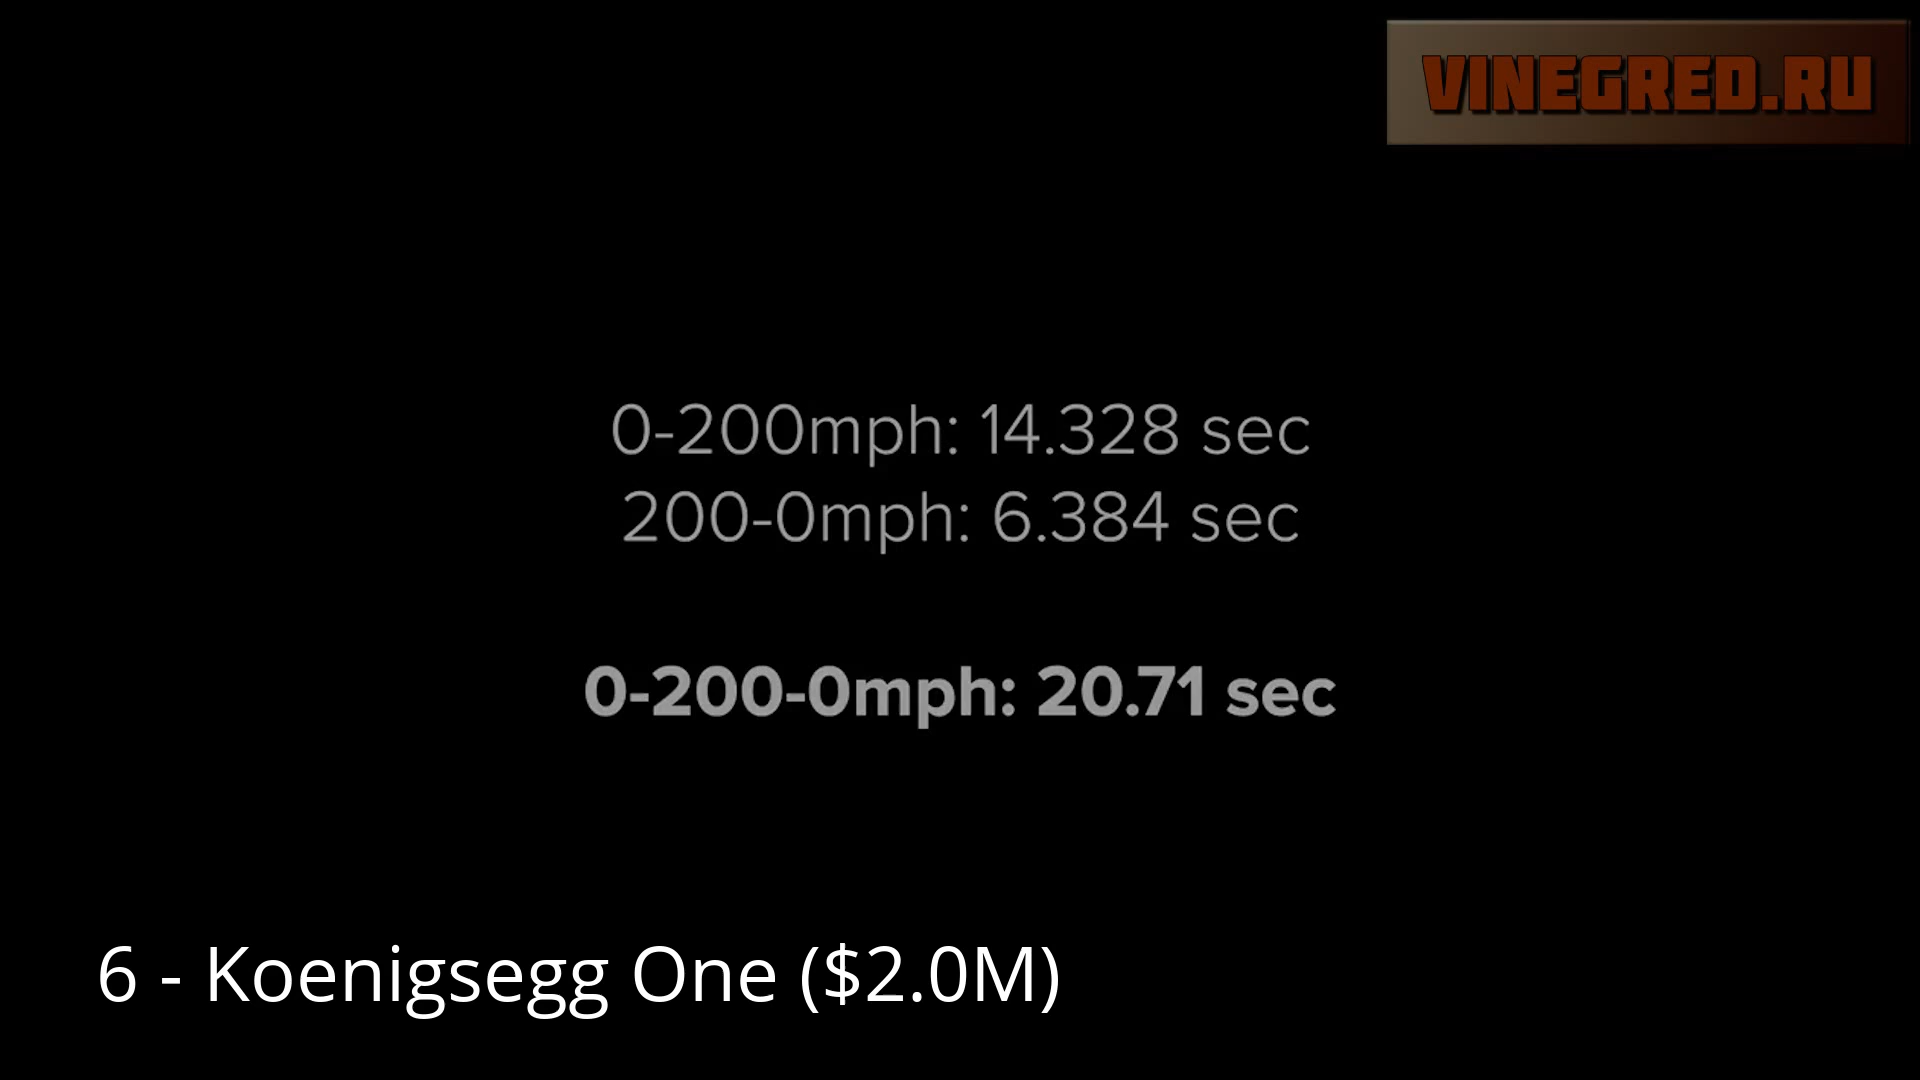 VINEGRED.RU
0-200mph: 14.328 sec
200-0mph: 6.384 sec
0-200-0mph: 20.71 sec
6 - Koenigsegg One ($2.0M)